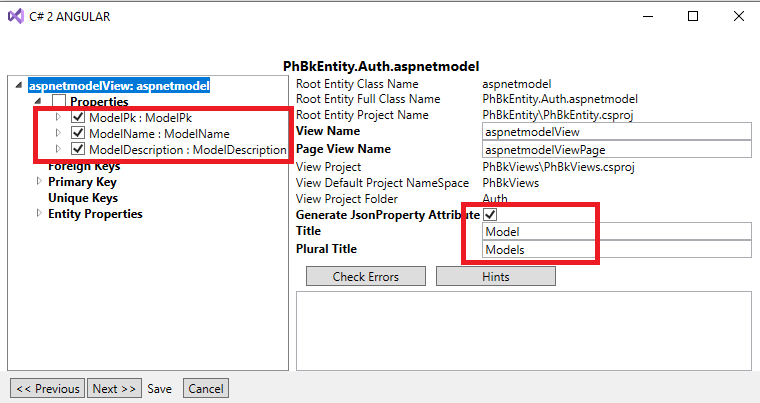 C# 2 ANGULAR
PhBkEntity.Auth.aspnetmodel
aspnetmodelView: aspnetmodel
Properties
ModelPk : ModelPk
ModelName : ModelName
ModelDescription : ModelDescription
Foreign Keys
Primary Key
Unique Keys
Entity Properties
Root Entity Class Name aspnetmodel
Root Entity Full Class Name PhBkEntity.Auth.aspnetmodel
Root Entity Project Name PhBkEntity\PhBkEntity.csproj
View Name aspnetmodelView
Page View Name aspnetmodelViewPage
View Project PhBkViews\PhBkViews.csproj
View Default Project NameSpace PhBkViews
View Project Folder Auth
Generate JsonProperty Attribute
Title Model
Plural Title Models
Check Errors Hints
<< Previous Next >> Save Cancel